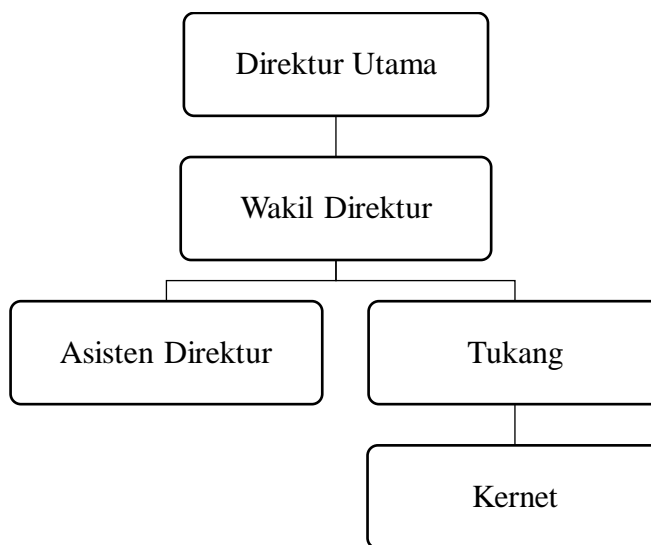 Direktur Utama
Wakil Direktur
Asisten Direktur
Tukang
Kernet